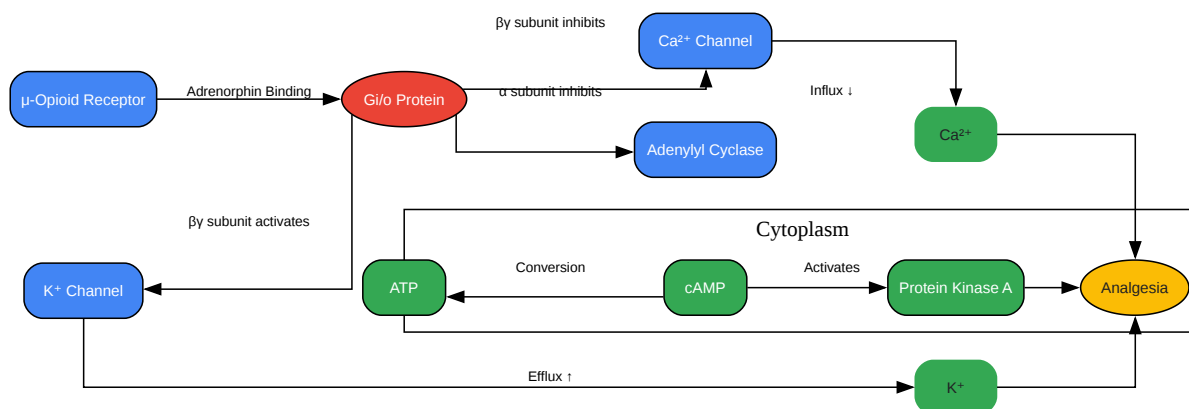 βγ subunit inhibits
Ca²⁺ Channel
μ-Opioid Receptor
Adrenorphin Binding
Gi/o Protein
α subunit inhibits
Influx ↓
Ca²⁺
Adenylyl Cyclase
βγ subunit activates
Cytoplasm
K⁺ Channel
ATP
Conversion
cAMP
Activates
Protein Kinase A
Analgesia
Efflux ↑
K⁺